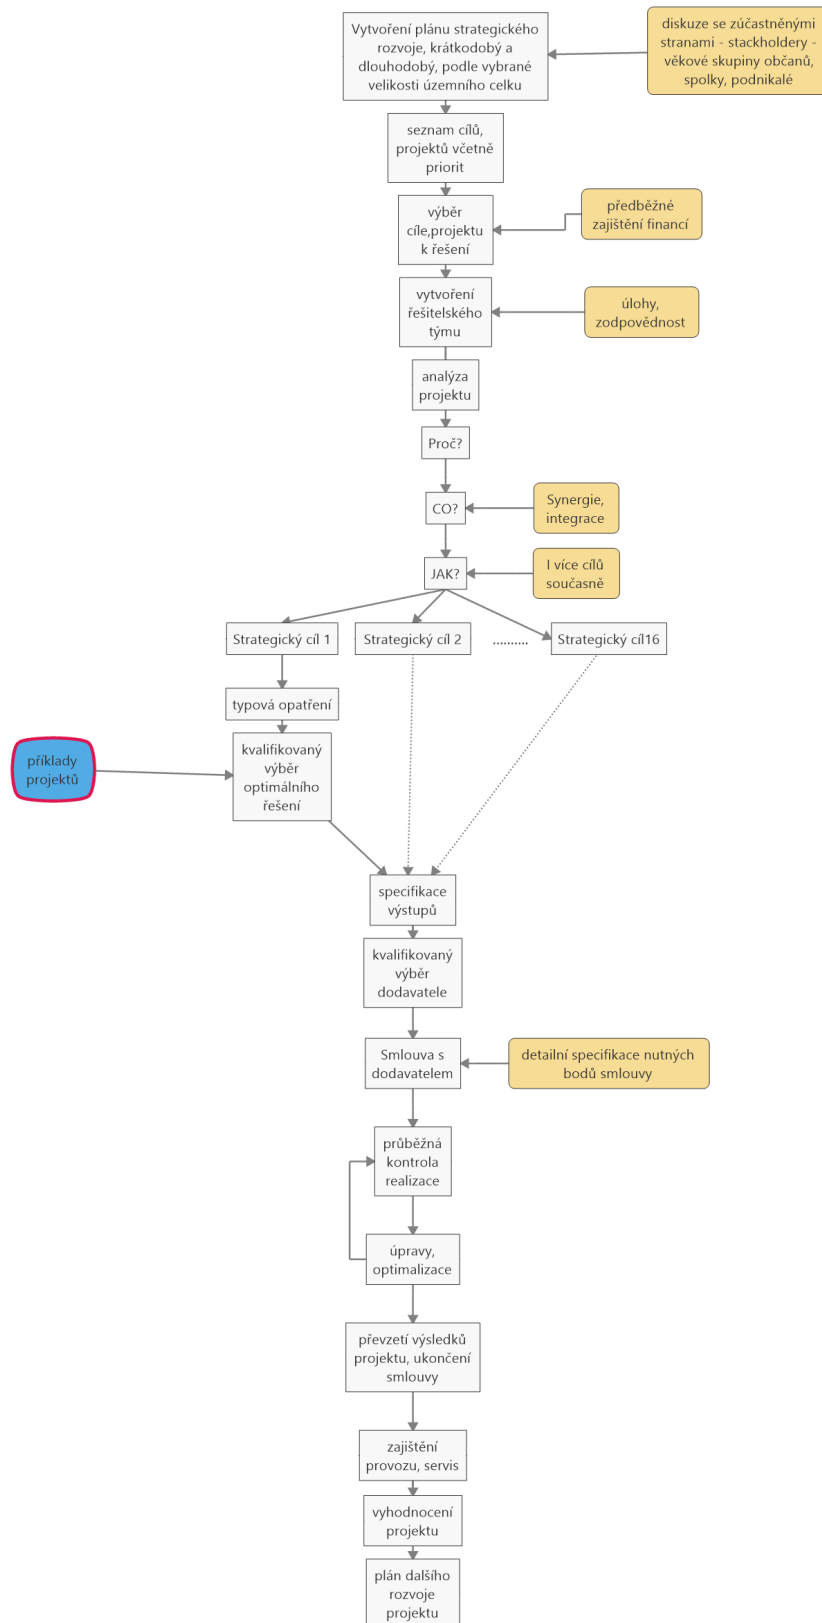 Vytvoření plánu strategického
rozvoje, krátkodobý a
dlouhodobý, podle vybrané
velikosti územního celku
diskuze se zúčastněnými
stranami - stackholdery -
věkové skupiny občanů,
spolky, podnikalé
seznam cílů,
projektů včetně
priorit
výběr
cíle,projektu
k řešení
předběžné
zajištění financí
vytvoření
řešitelského
týmu
úlohy,
zodpovědnost
analýza
projektu
Proč?
CO?
Synergie,
integrace
JAK?
I více cílů
současně
Strategický cíl 1
Strategický cíl 2
..........
Strategický cíl16
typová opatření
příklady
projektů
kvalifikovaný
výběr
optimálního
řešení
specifikace
výstupů
kvalifikovaný
výběr
dodavatele
Smlouva s
dodavatelem
detailní specifikace nutných
bodů smlouvy
průběžná
kontrola
realizace
úpravy,
optimalizace
převzetí výsledků
projektu, ukončení
smlouvy
zajištění
provozu, servis
vyhodnocení
projektu
plán dalšího
rozvoje
projektu